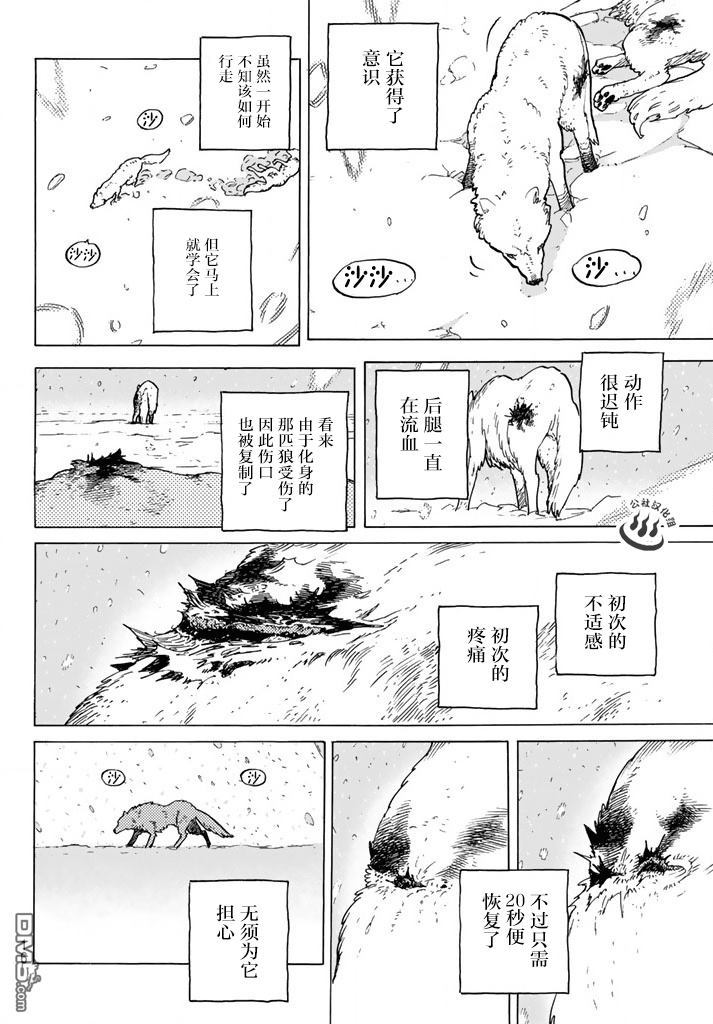 它获得了
意识
沙沙
沙
虽然一开始
不知该如何
行走
沙
但它马上
就学会了
沙沙
动作
很迟钝
后腿一直
在流血
看来
由于化身的
那匹狼受伤了
因此伤口
也被复制了
公社汉化组
初次的
不适感
初次的
疼痛
不过只需
20秒便
恢复了
沙
沙
无须为它
担心
DM5.com